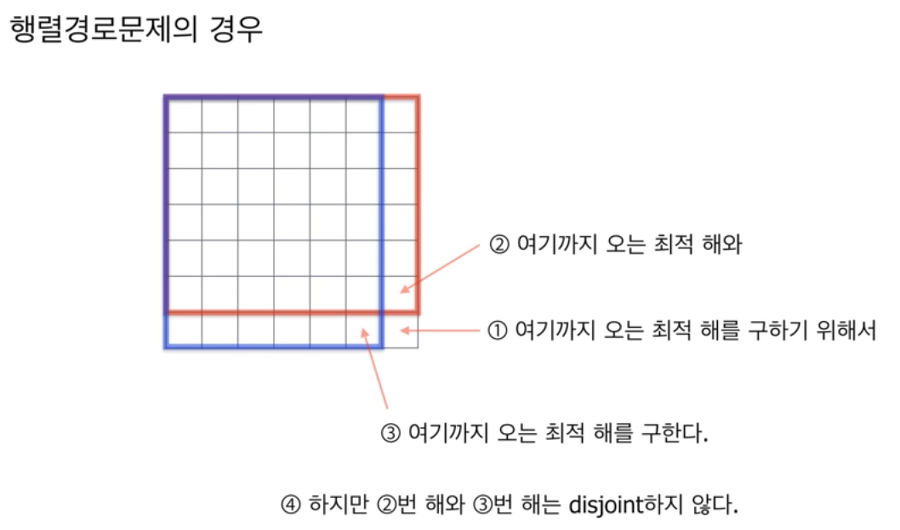 행렬경로문제의 경우
② 여기까지 오는 최적 해와
① 여기까지 오는 최적 해를 구하기 위해서
③ 여기까지 오는 최적 해를 구한다.
④ 하지만 ②번 해와 ③번 해는 disjoint하지 않다.